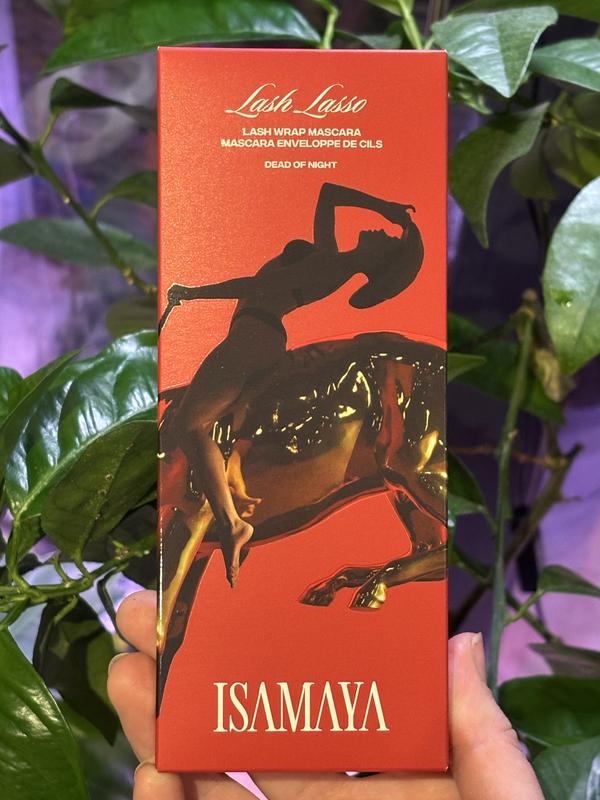 Lash Lasso
LASH WRAP MASCARA
MASCARA ENVELOPPE DE CILS
DEAD OF NIGHT
ISAMAYA